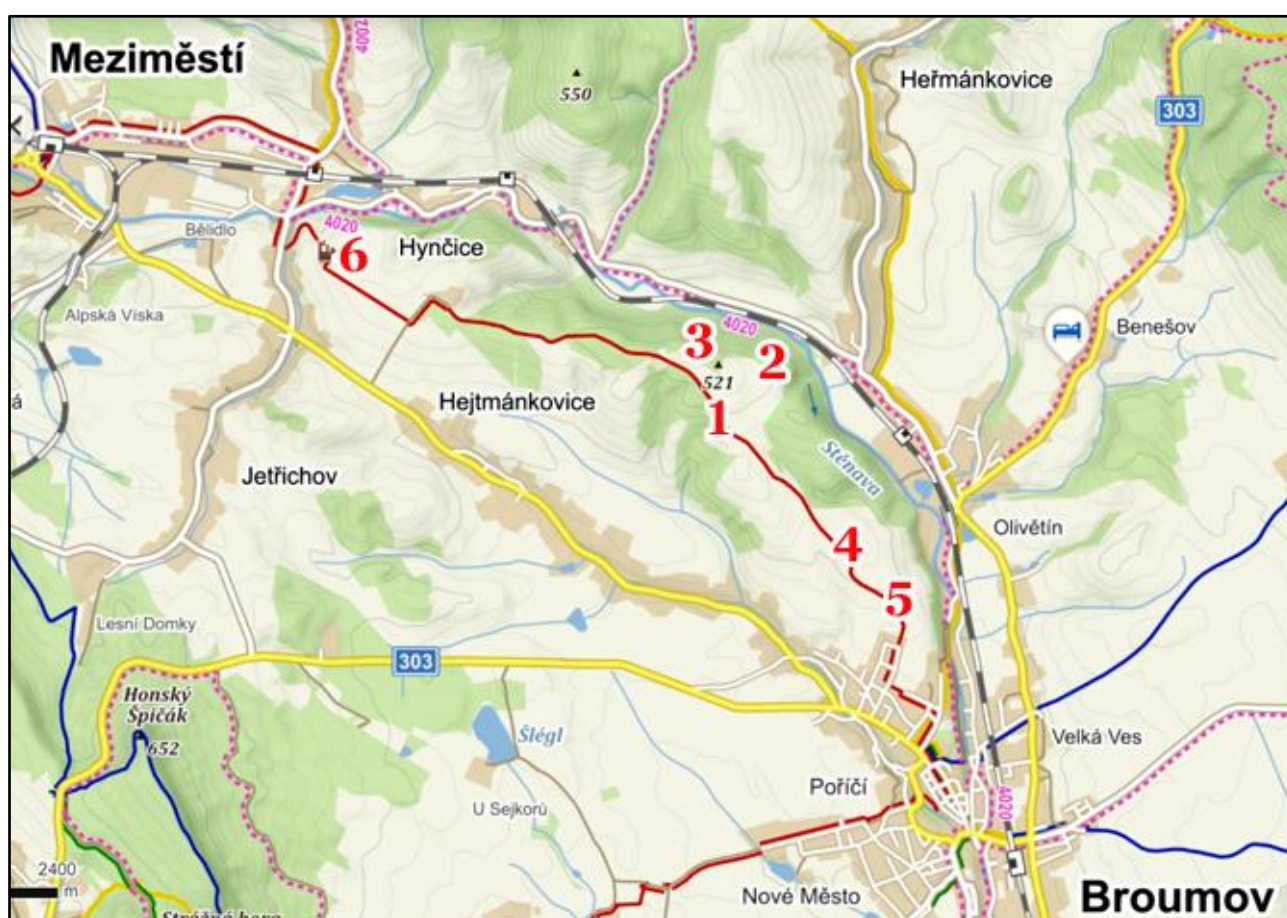 Meziměstí
4002
550
Heřmánkovice
303
Bělidlo
4020
6
Hynčice
Alpská Víska
4020
3
2
521
Benešov
á
Hejtmánkovice
1
Jetřichov
Stěnava
Olivětín
4
5
Lesní Domky
303
Honský
Špičák
652
Šlégl
Velká Ves
Poříčí
4020
U Sejkorů
2400
m
Nové Město
Broumov
Strážná hora